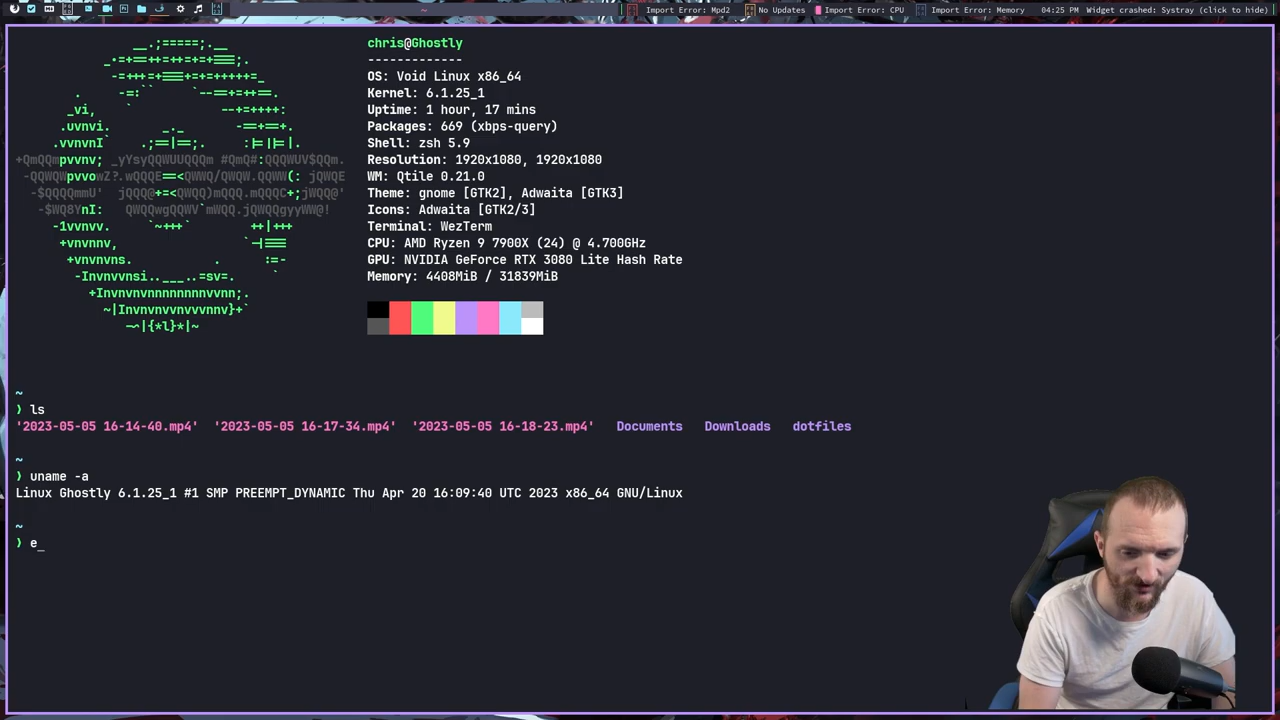 Import Error: Mpd2 No Updates Import Error: CPU Import Error: Memory 04:25 PM Widget crashed: Systray (click to hide)
chris@Ghostly
-------------
OS: Void Linux x86_64
Kernel: 6.1.25_1
Uptime: 1 hour, 17 mins
Packages: 669 (xbps-query)
Shell: zsh 5.9
Resolution: 1920x1080, 1920x1080
WM: Qtile 0.21.0
Theme: gnome [GTK2], Adwaita [GTK3]
Icons: Adwaita [GTK2/3]
Terminal: WezTerm
CPU: AMD Ryzen 9 7900X (24) @ 4.700GHz
GPU: NVIDIA GeForce RTX 3080 Lite Hash Rate
Memory: 4408MiB / 31839MiB
~
❯ ls
'2023-05-05 16-14-40.mp4' '2023-05-05 16-17-34.mp4' '2023-05-05 16-18-23.mp4' Documents Downloads dotfiles
~
❯ uname -a
Linux Ghostly 6.1.25_1 #1 SMP PREEMPT_DYNAMIC Thu Apr 20 16:09:40 UTC 2023 x86_64 GNU/Linux
~
❯ e_